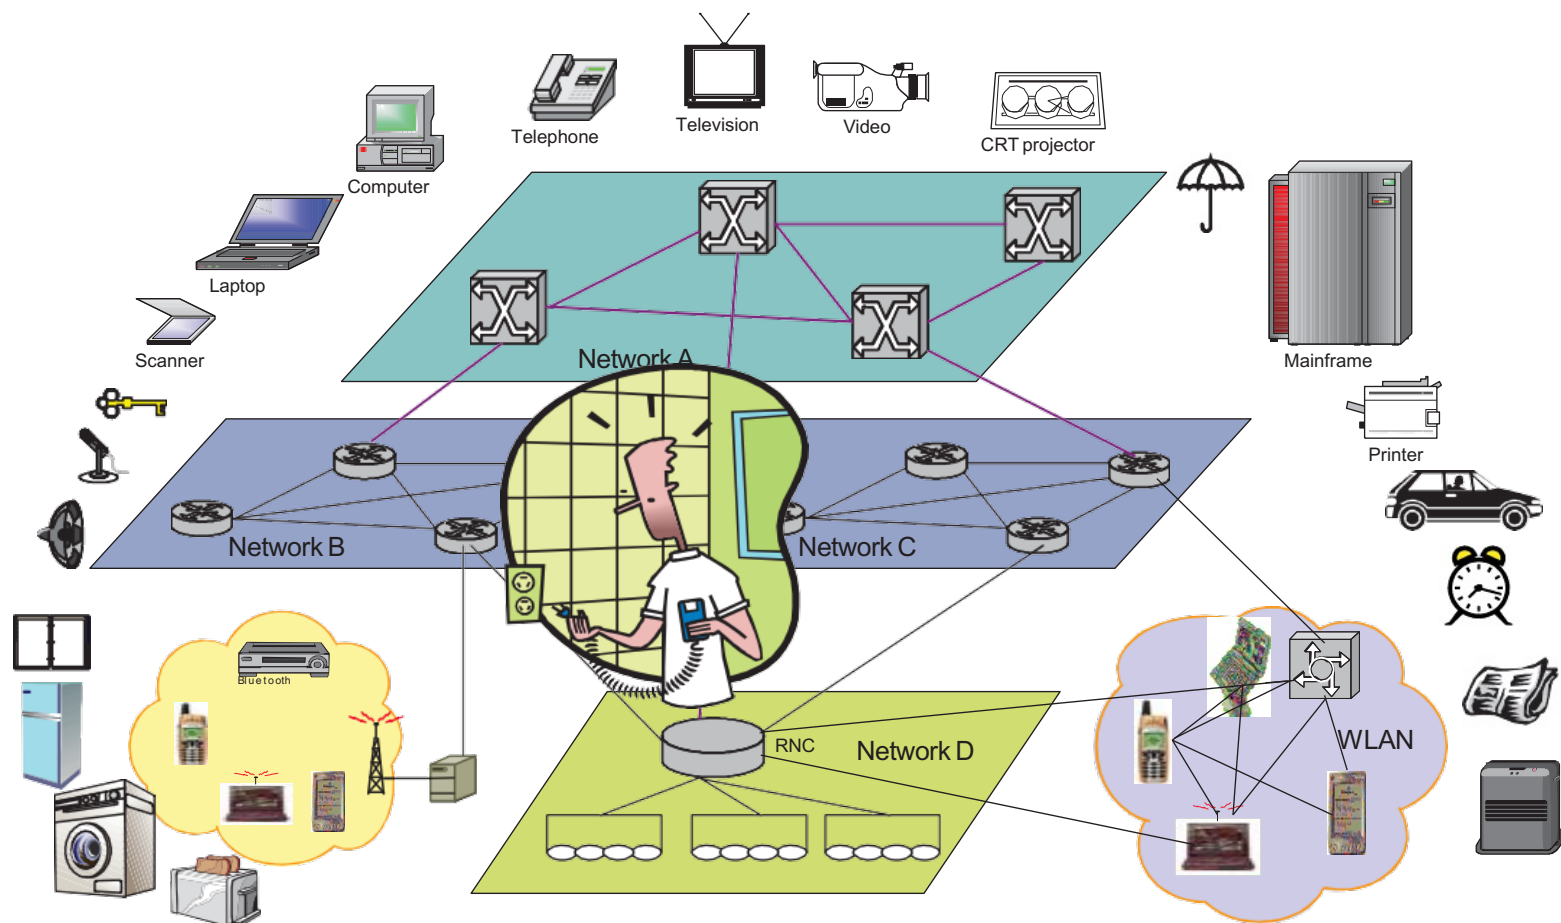 Telephone
Television
Video
CRT projector
Computer
Laptop
Scanner
Mainframe
Printer
Network A
Network B
Network C
Bluetooth
RNC
Network D
WLAN